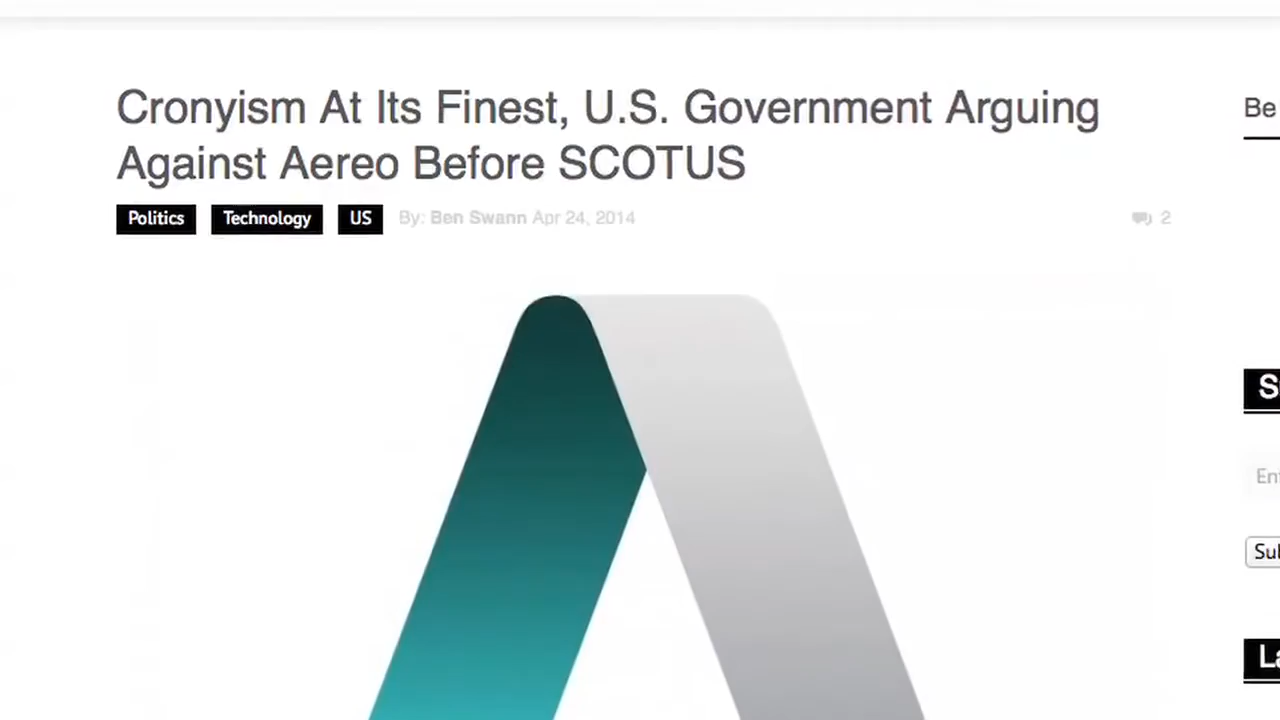 Cronyism At Its Finest, U.S. Government Arguing
Against Aereo Before SCOTUS
Politics Technology US By: Ben Swann Apr 24, 2014 2
Be